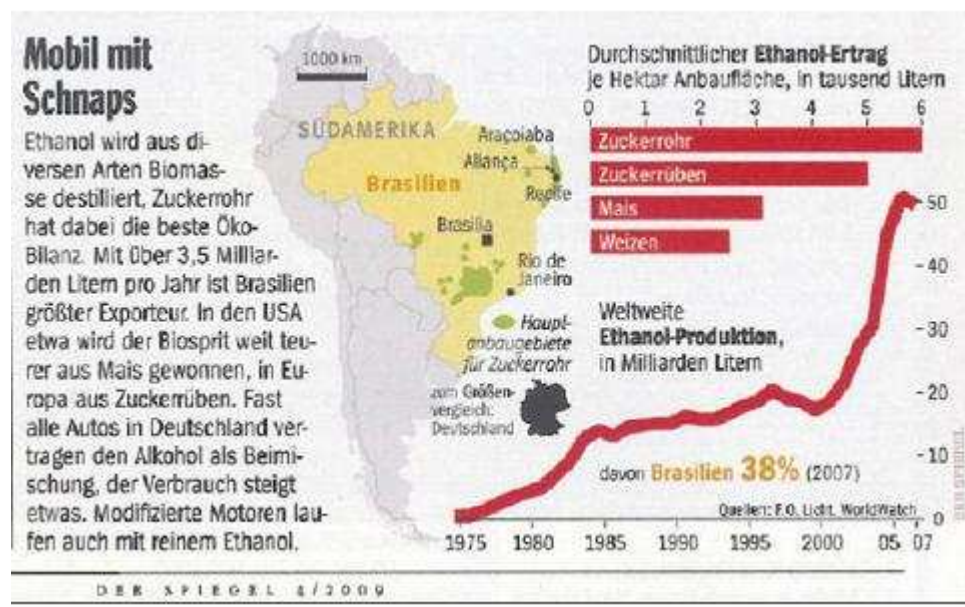 Mobil mit
Schnaps
Ethanol wird aus di-
versen Arten Biomas-
se destilliert, Zuckerrohr
hat dabei die beste Öko-
Bilanz. Mit über 3,5 Milliar-
den Litern pro Jahr ist Brasilien
größter Exporteur. In den USA
etwa wird der Biosprit weit teu-
rer aus Mais gewonnen, in Eu-
ropa aus Zuckerrüben. Fast
alle Autos in Deutschland ver-
tragen den Alkohol als Beimi-
schung, der Verbrauch steigt
etwas. Modifizierte Motoren lau-
fen auch mit reinem Ethanol.
1000 km
SÜDAMERIKA
Brasilien
Araçoiaba
Aliança
Recife
Brasília
Rio de
Janeiro
Haupt-
anbaugebiete
für Zuckerrohr
zum Größen-
vergleich:
Deutschland
Durchschnittlicher Ethanol-Ertrag
je Hektar Anbaufläche, in tausend Litern
0 1 2 3 4 5 6
Zuckerrohr
Zuckerrüben
Mais
Weizen
Weltweite
Ethanol-Produktion,
in Milliarden Litern
50
40
30
20
10
0
davon Brasilien 38% (2007)
Quellen: F.O. Licht, WorldWatch
1975 1980 1985 1990 1995 2000 05 07
DER SPIEGEL
DER SPIEGEL 4/2009